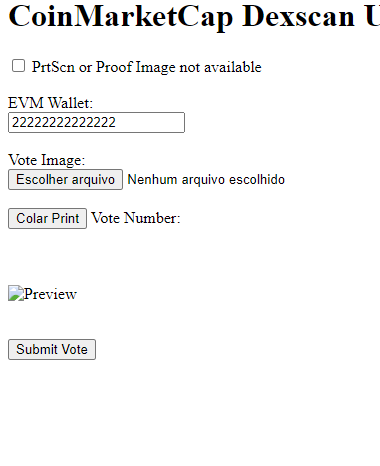 CoinMarketCap Dexscan U
PrtScn or Proof Image not available
EVM Wallet:
22222222222222
Vote Image:
Escolher arquivo Nenhum arquivo escolhido
Colar Print Vote Number:
Preview
Submit Vote